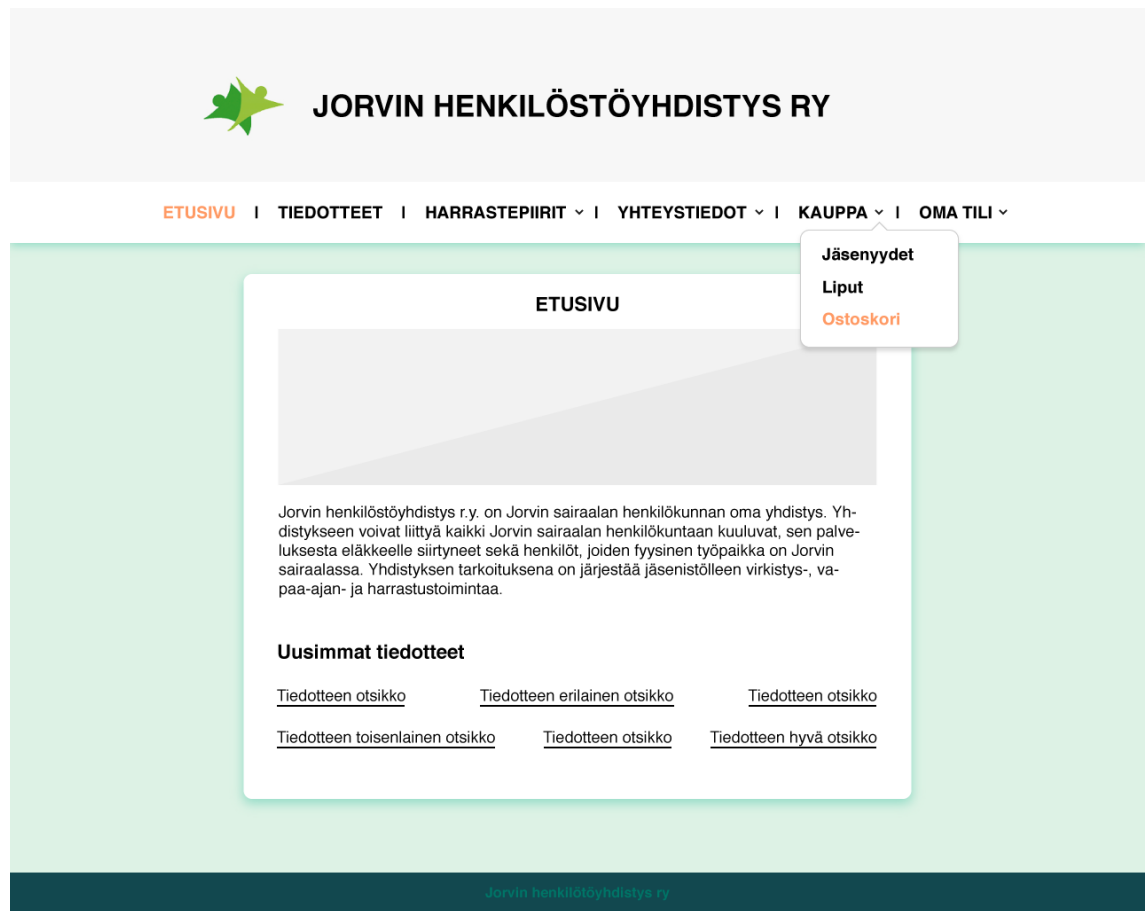 JORVIN HENKILÖSTÖYHDISTYS RY
ETUSIVU I TIEDOTTEET I HARRASTEPIIRIT I YHTEYSTIEDOT I KAUPPA I OMA TILI
Jäsenyydet
Liput
Ostoskori
ETUSIVU
Jorvin henkilöstöyhdistys r.y. on Jorvin sairaalan henkilökunnan oma yhdistys. Yh-
distykseen voivat liittyä kaikki Jorvin sairaalan henkilökuntaan kuuluvat, sen palve-
luksesta eläkkeelle siirtyneet sekä henkilöt, joiden fyysinen työpaikka on Jorvin
sairaalassa. Yhdistyksen tarkoituksena on järjestää jäsenistölleen virkistys-, va-
paa-ajan- ja harrastustoimintaa.
Uusimmat tiedotteet
Tiedotteen otsikko Tiedotteen erilainen otsikko Tiedotteen otsikko
Tiedotteen toisenlainen otsikko Tiedotteen otsikko Tiedotteen hyvä otsikko
Jorvin henkilötöyhdistys ry